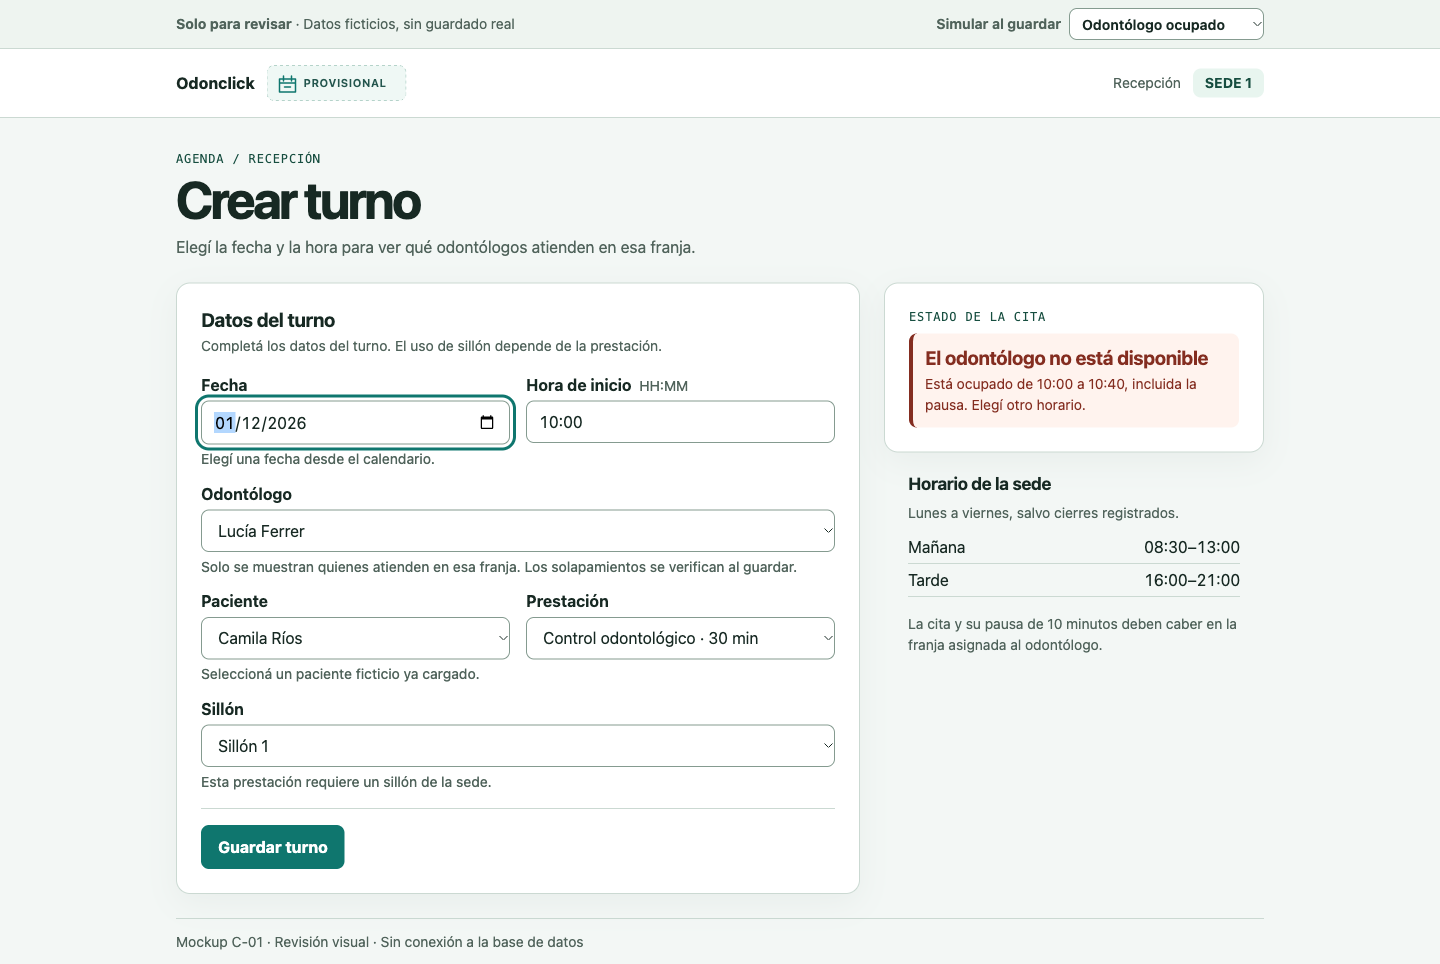 Solo para revisar · Datos ficticios, sin guardado real
Simular al guardar
Odontólogo ocupado
Odonclick
PROVISIONAL
Recepción
SEDE 1
AGENDA / RECEPCIÓN
Crear turno
Elegí la fecha y la hora para ver qué odontólogos atienden en esa franja.
Datos del turno
Completá los datos del turno. El uso de sillón depende de la prestación.
Fecha
01/12/2026
Elegí una fecha desde el calendario.
Hora de inicio HH:MM
10:00
Odontólogo
Lucía Ferrer
Solo se muestran quienes atienden en esa franja. Los solapamientos se verifican al guardar.
Paciente
Camila Ríos
Seleccioná un paciente ficticio ya cargado.
Prestación
Control odontológico · 30 min
Sillón
Sillón 1
Esta prestación requiere un sillón de la sede.
Guardar turno
ESTADO DE LA CITA
El odontólogo no está disponible
Está ocupado de 10:00 a 10:40, incluida la
pausa. Elegí otro horario.
Horario de la sede
Lunes a viernes, salvo cierres registrados.
Mañana 08:30–13:00
Tarde 16:00–21:00
La cita y su pausa de 10 minutos deben caber en la
franja asignada al odontólogo.
Mockup C-01 · Revisión visual · Sin conexión a la base de datos